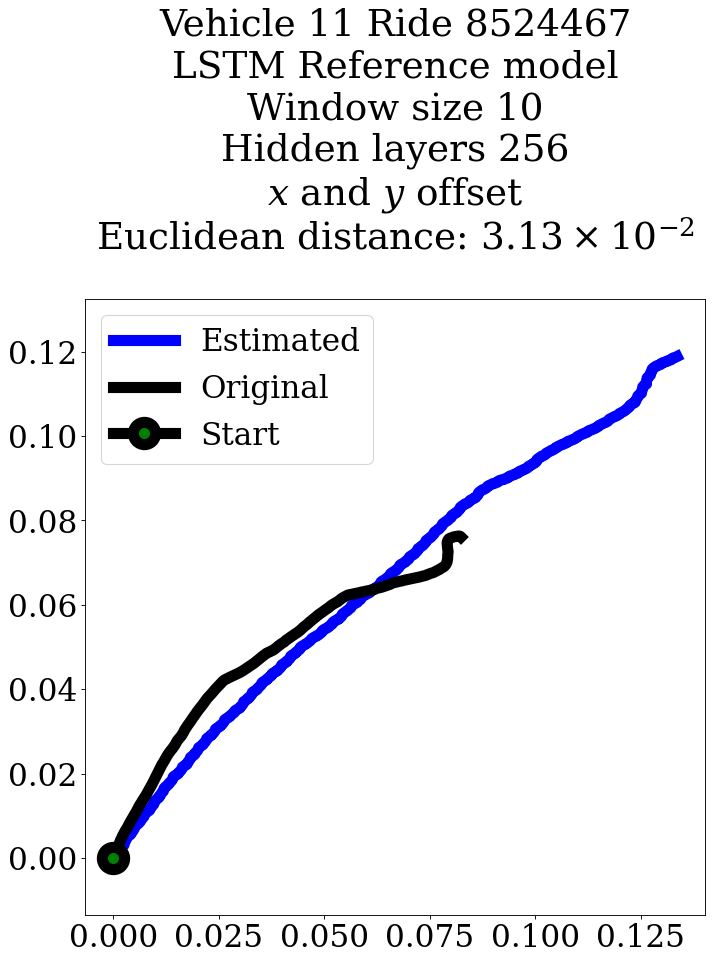 Vehicle 11 Ride 8524467
LSTM Reference model
Window size 10
Hidden layers 256
x and y offset
Euclidean distance: 3.13 × 10⁻²
Estimated
Original
Start
0.12
0.10
0.08
0.06
0.04
0.02
0.00
0.000 0.025 0.050 0.075 0.100 0.125